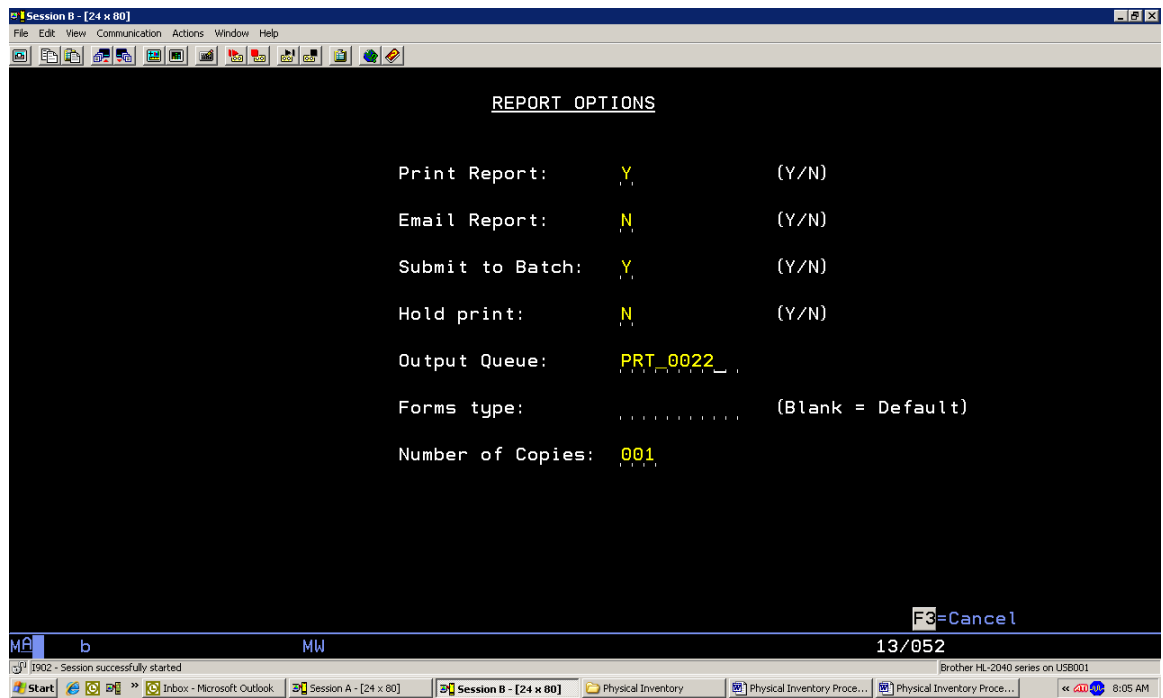 Session B - [24 x 80]
File Edit View Communication Actions Window Help
REPORT OPTIONS
Print Report: Y (Y/N)
Email Report: N (Y/N)
Submit to Batch: Y (Y/N)
Hold print: N (Y/N)
Output Queue: PRT_0022_
Forms type: (Blank = Default)
Number of Copies: 001
F3=Cancel
MA b MW 13/052
I902 - Session successfully started Brother HL-2040 series on USB001
Start » Inbox - Microsoft Outlook Session A - [24 x 80] Session B - [24 x 80] Physical Inventory Physical Inventory Proce... Physical Inventory Proce... « 8:05 AM